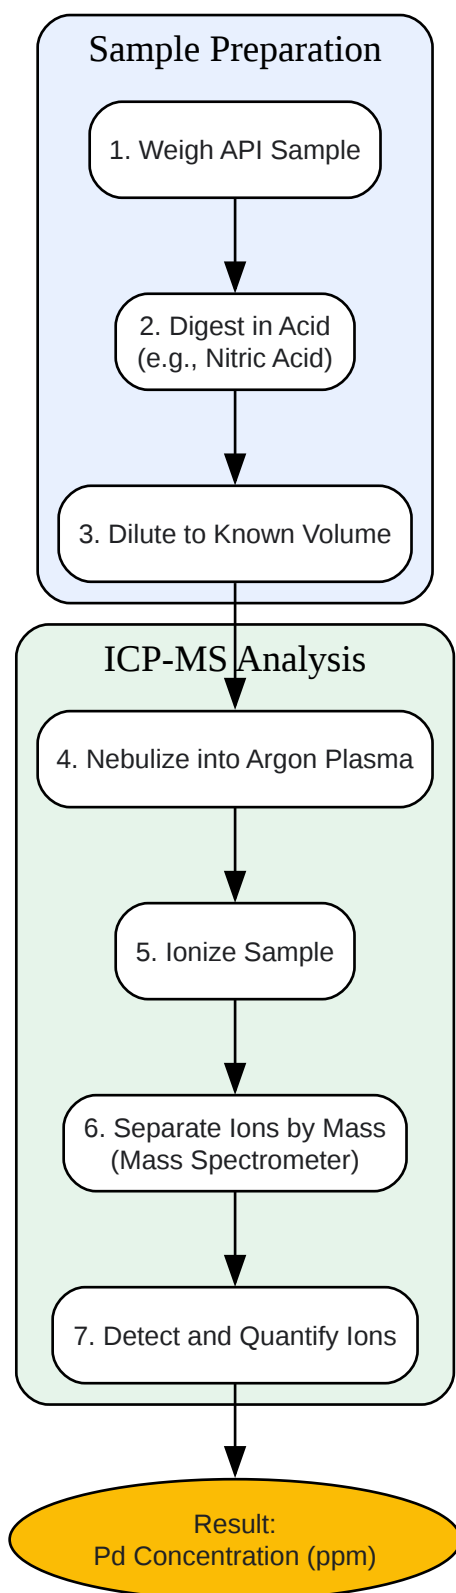 Sample Preparation
1. Weigh API Sample
2. Digest in Acid
(e.g., Nitric Acid)
3. Dilute to Known Volume
ICP-MS Analysis
4. Nebulize into Argon Plasma
5. Ionize Sample
6. Separate Ions by Mass
(Mass Spectrometer)
7. Detect and Quantify Ions
Result:
Pd Concentration (ppm)